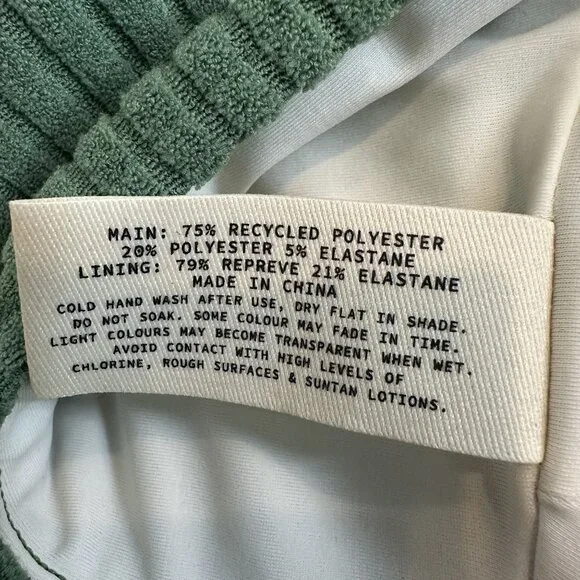 MAIN: 75% RECYCLED POLYESTER
20% POLYESTER 5% ELASTANE
LINING: 79% REPREVE 21% ELASTANE
MADE IN CHINA
COLD HAND WASH AFTER USE, DRY FLAT IN SHADE.
DO NOT SOAK. SOME COLOUR MAY FADE IN TIME.
LIGHT COLOURS MAY BECOME TRANSPARENT WHEN WET.
AVOID CONTACT WITH HIGH LEVELS OF
CHLORINE, ROUGH SURFACES & SUNTAN LOTIONS.